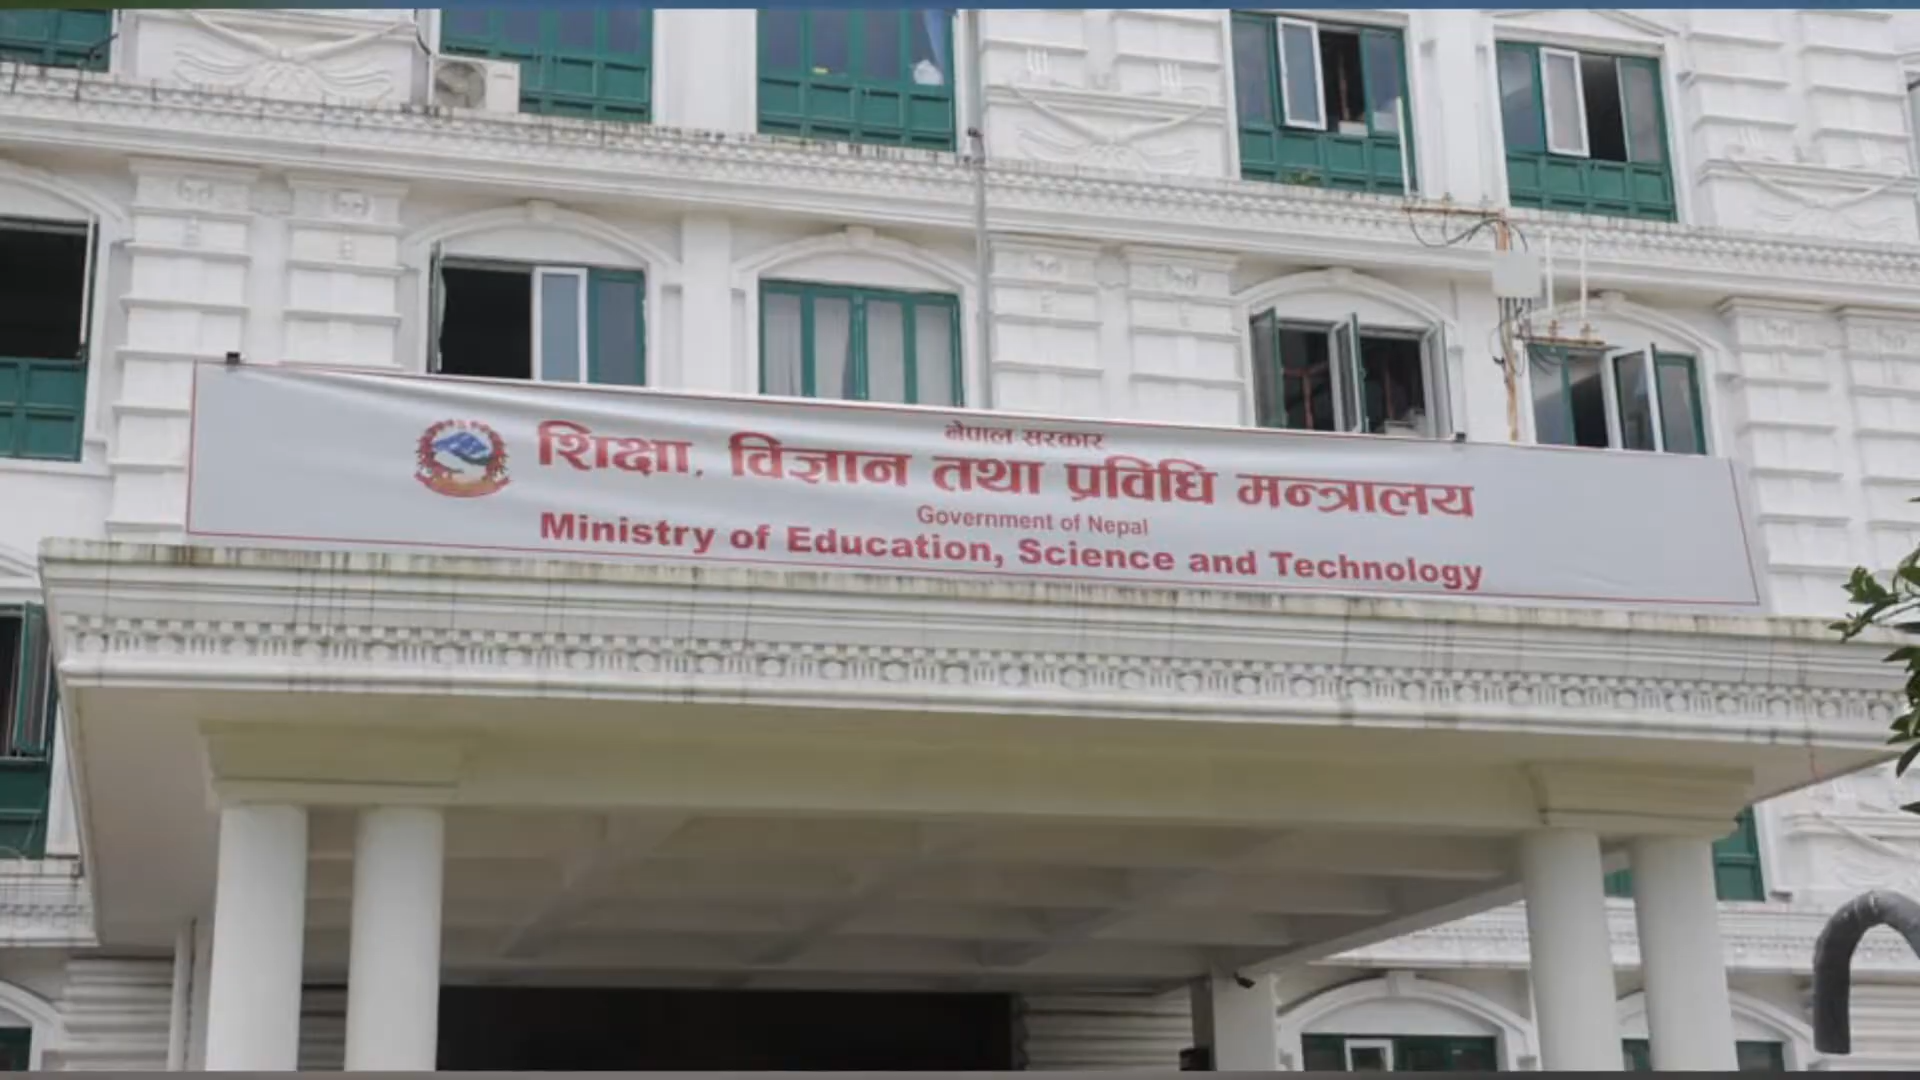 नेपाल सरकार
शिक्षा, विज्ञान तथा प्रविधि मन्त्रालय
Government of Nepal
Ministry of Education, Science and Technology